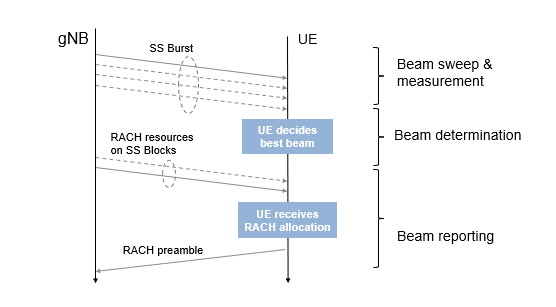 gNB
UE
SS Burst
Beam sweep &
measurement
UE decides
best beam
Beam determination
RACH resources
on SS Blocks
UE receives
RACH allocation
Beam reporting
RACH preamble